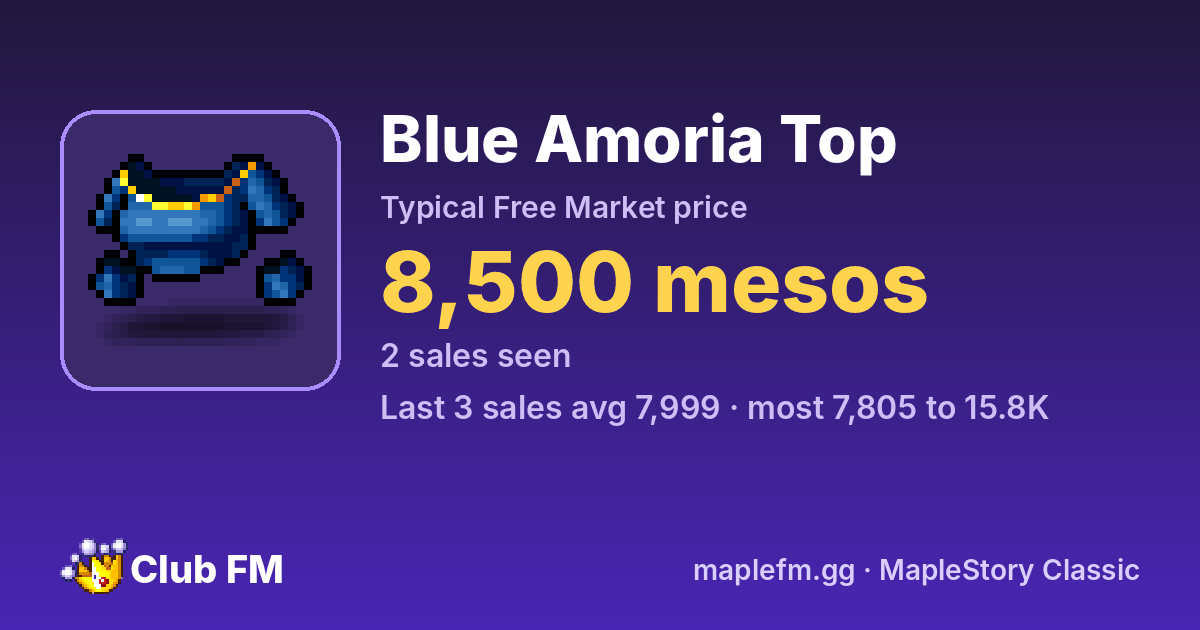 Blue Amoria Top
Typical Free Market price
8,500 mesos
2 sales seen
Last 3 sales avg 7,999 · most 7,805 to 15.8K
Club FM
maplefm.gg · MapleStory Classic